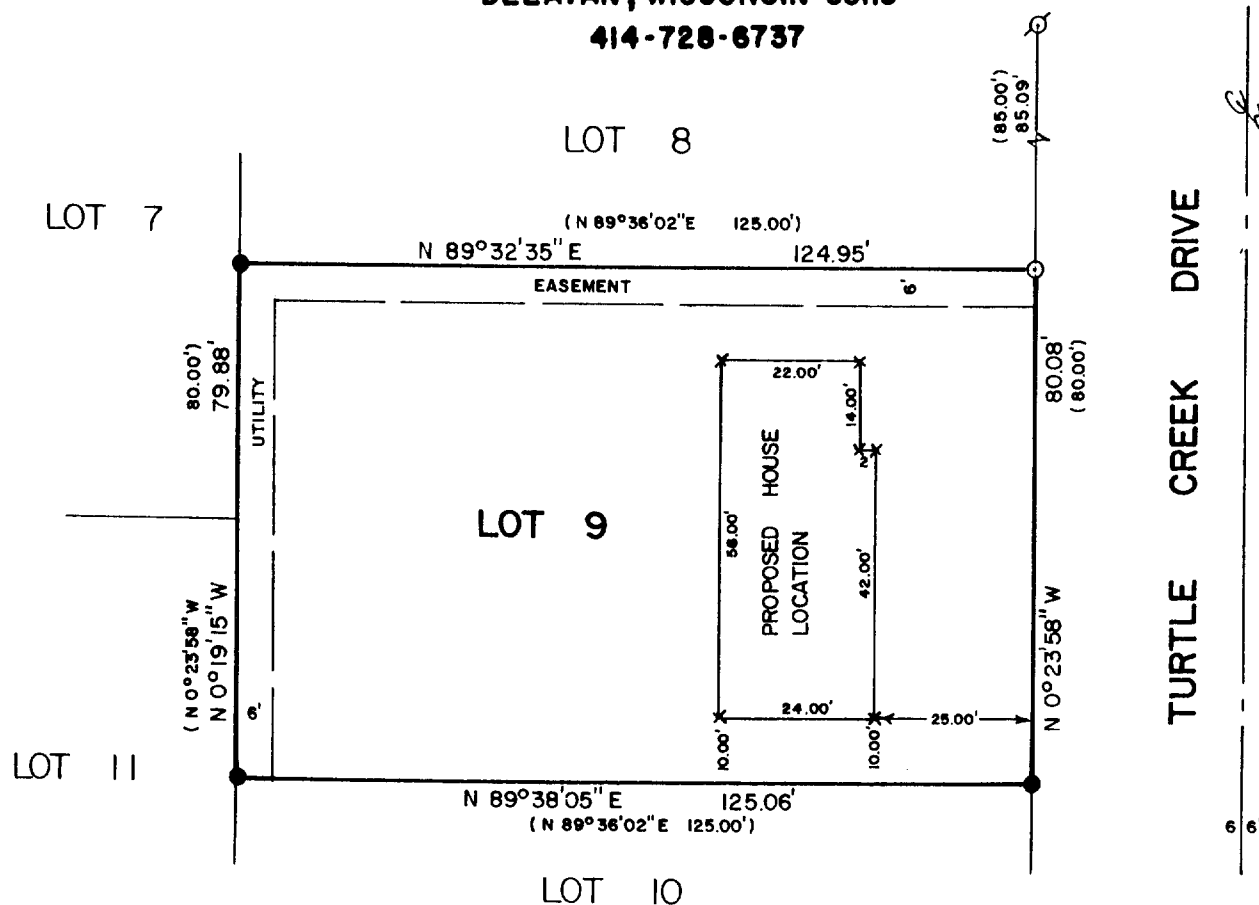 414-728-6737
(85.00')
85.09'
LOT 8
LOT 7
(N 89°36'02"E 125.00')
N 89°32'35" E 124.95'
EASEMENT 6'
80.00')
79.88'
UTILITY
22.00'
14.00'
2'
80.08'
(80.00')
TURTLE CREEK DRIVE
LOT 9
56.00'
PROPOSED HOUSE
LOCATION
42.00'
(N 0°23'58" W
N 0°19'15" W
6'
24.00'
25.00'
10.00'
10.00'
N 0°23'58" W
LOT 11
N 89°38'05" E 125.06'
(N 89°36'02"E 125.00')
66'
LOT 10